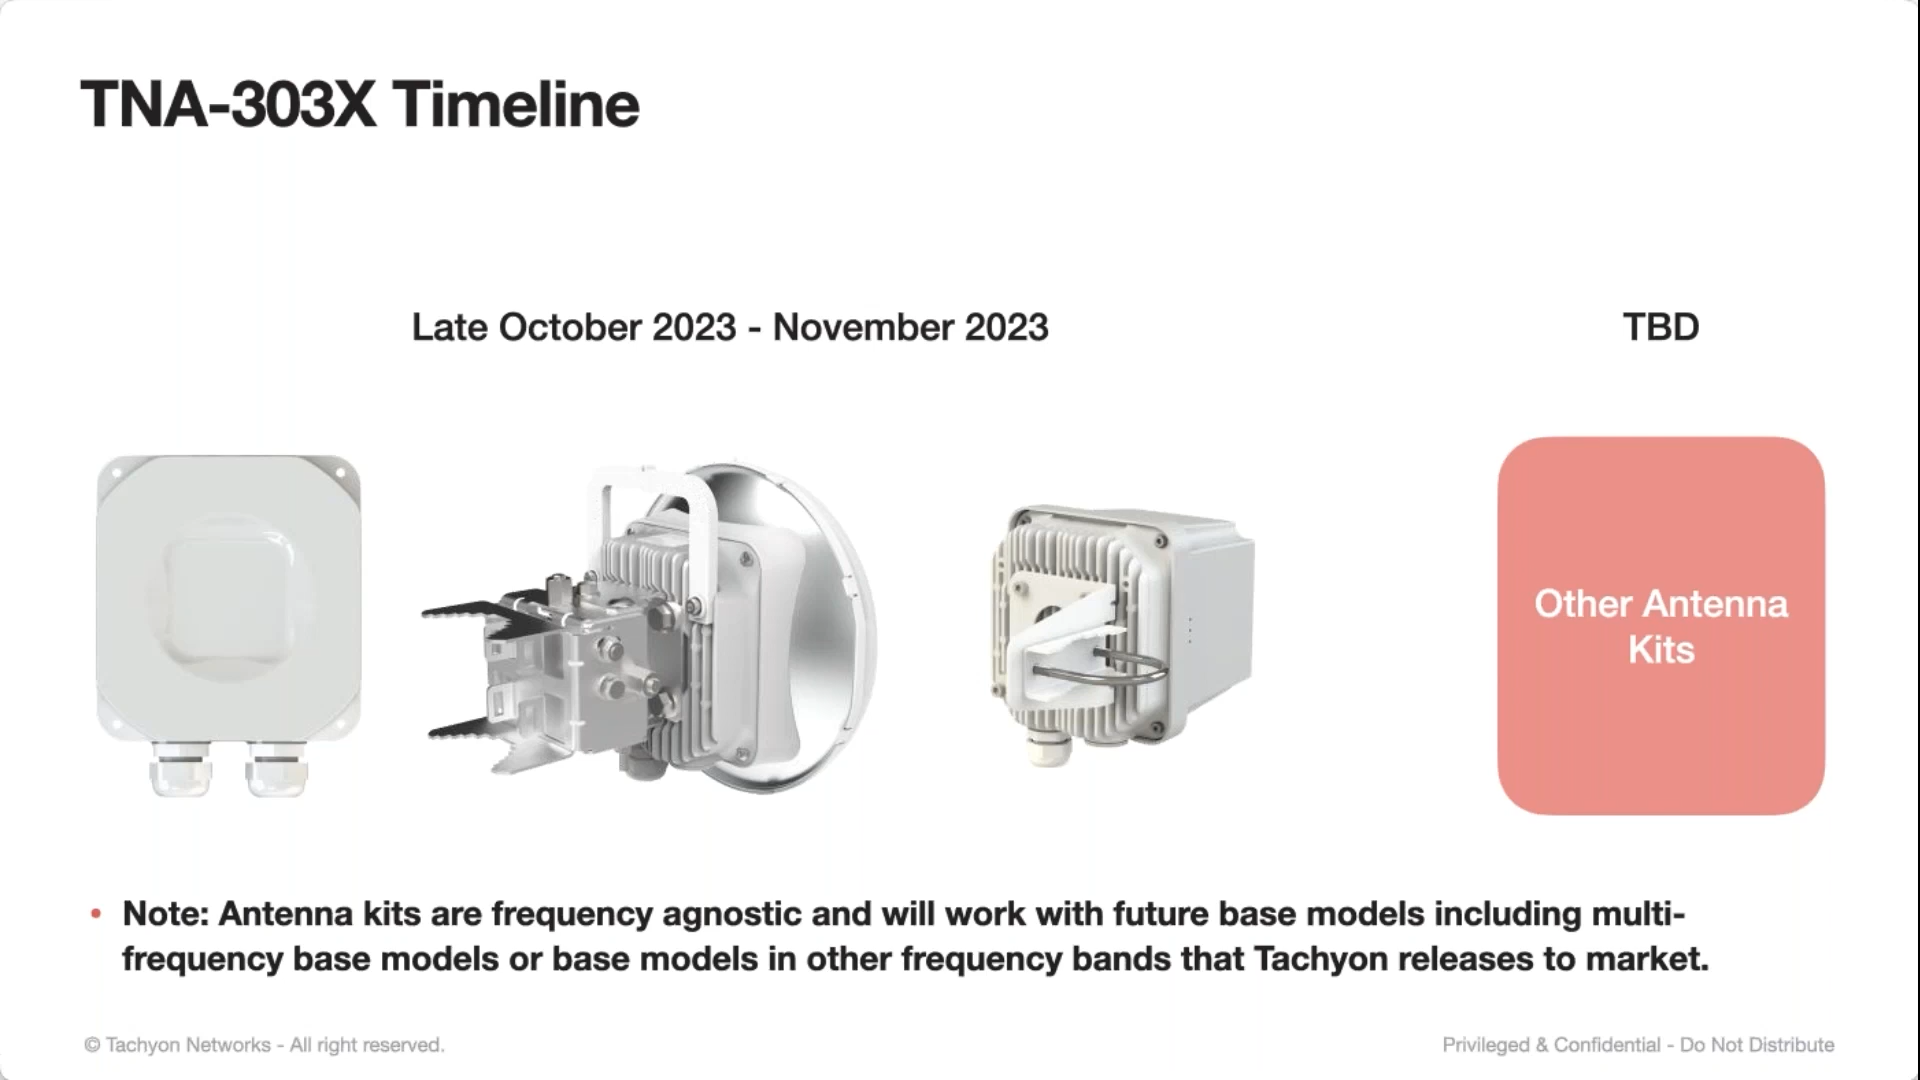 TNA-303X Timeline
Late October 2023 - November 2023
TBD
Other Antenna
Kits
• Note: Antenna kits are frequency agnostic and will work with future base models including multi-
frequency base models or base models in other frequency bands that Tachyon releases to market.
© Tachyon Networks - All right reserved.
Privileged & Confidential - Do Not Distribute